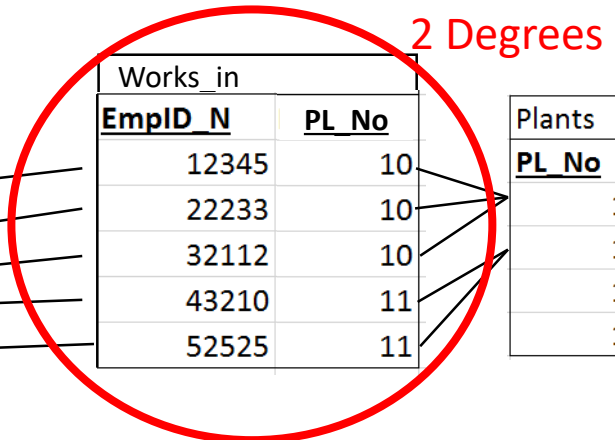 2 Degrees
Works_in
EmpID_N PL_No
12345 10
22233 10
32112 10
43210 11
52525 11
Plants
PL_No